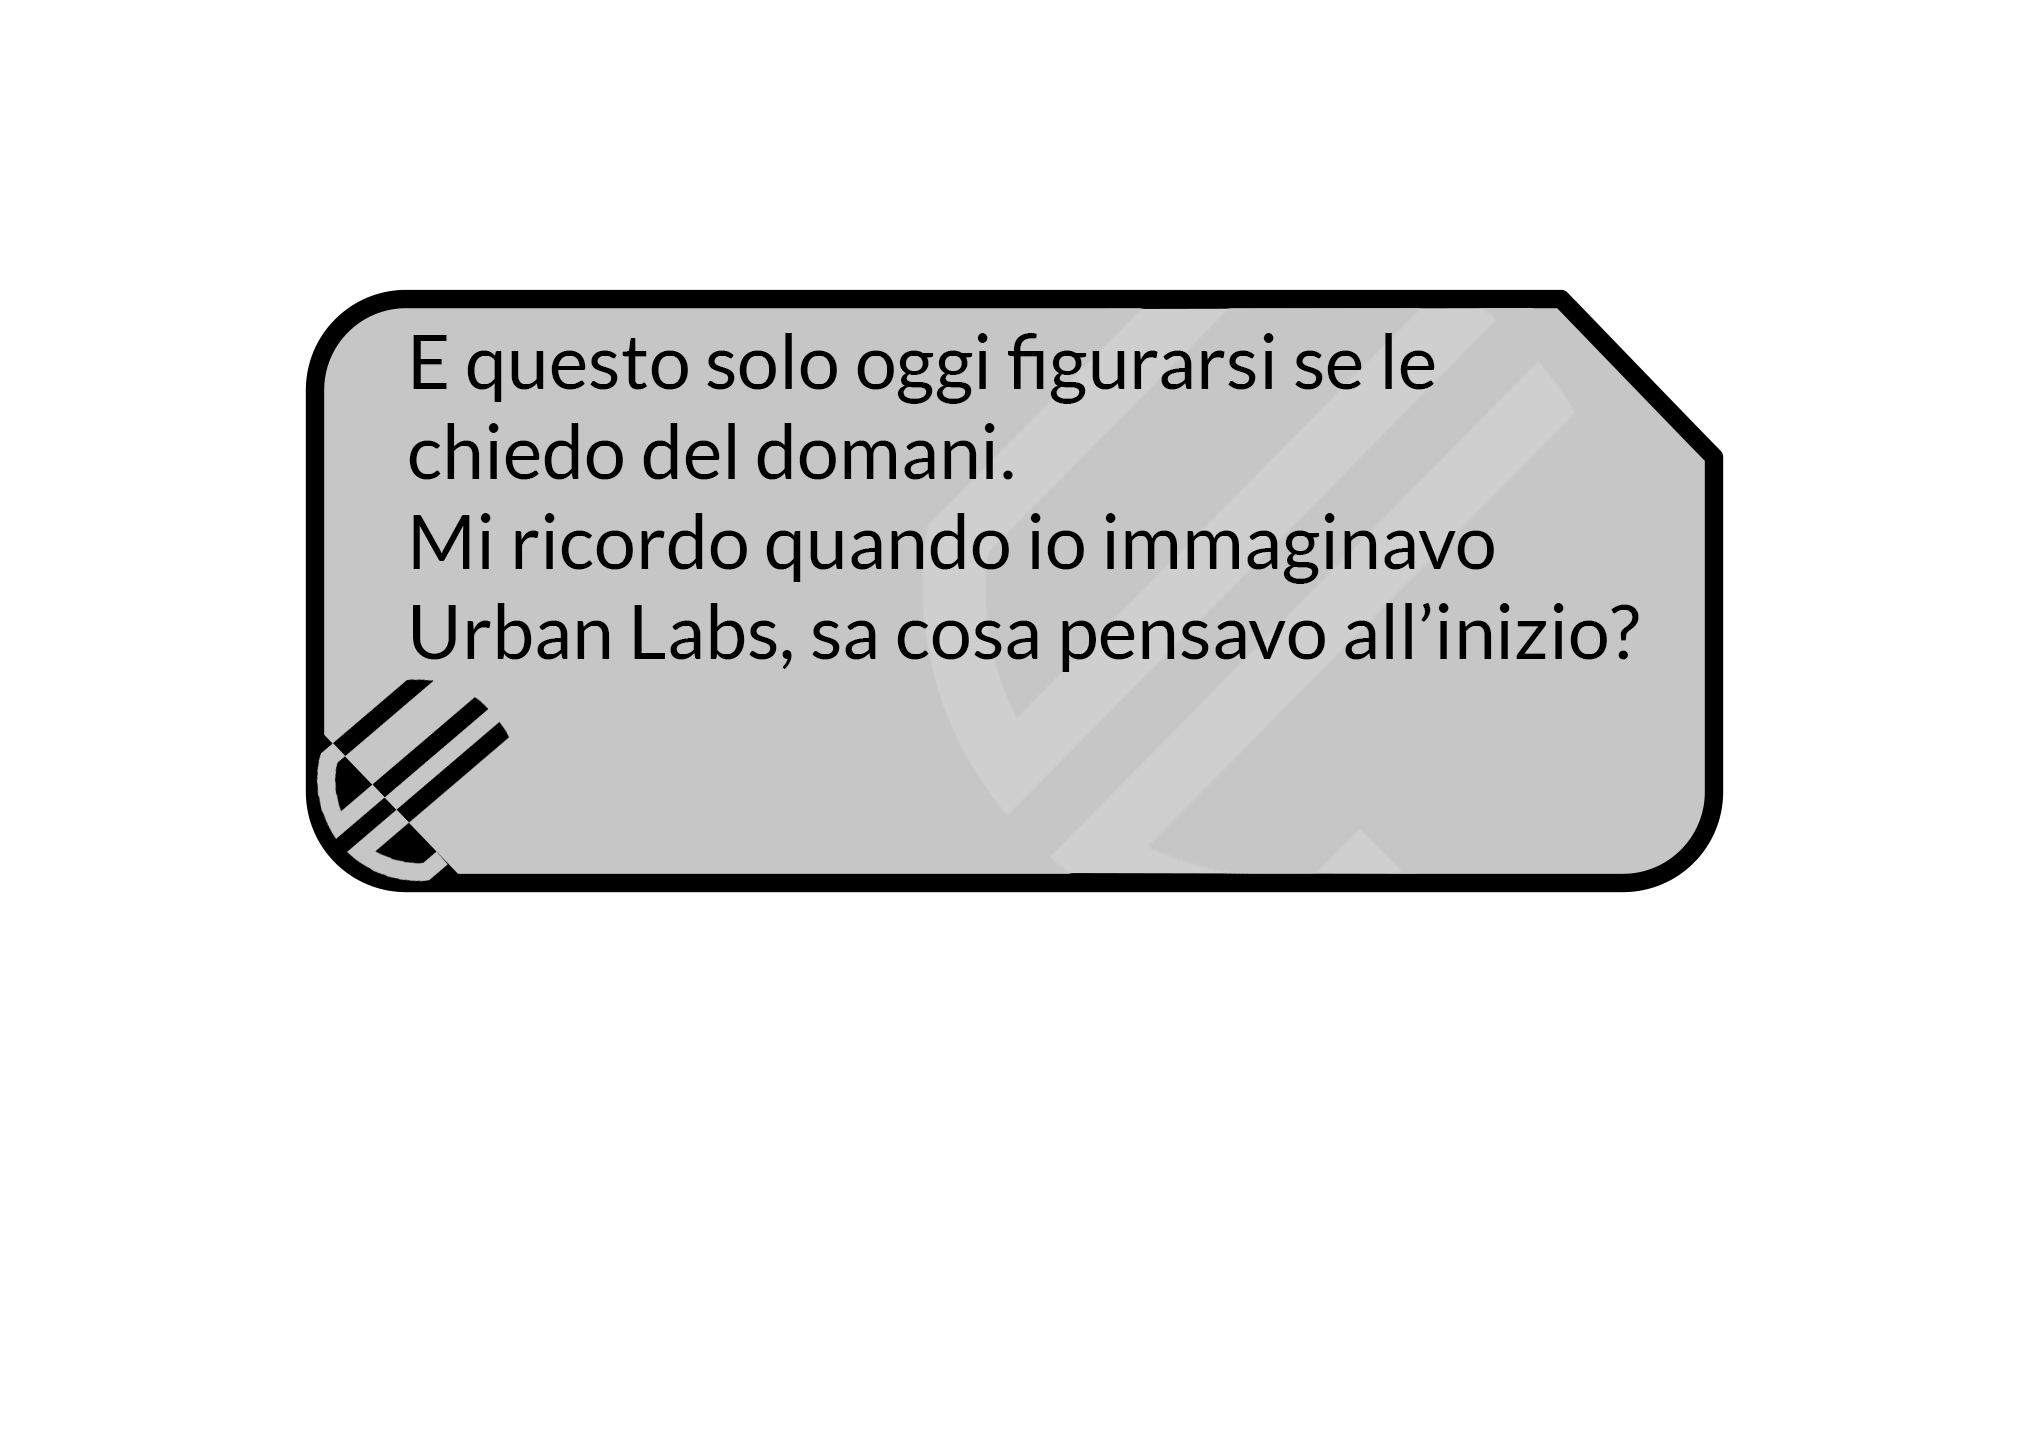 E questo solo oggi figurarsi se le
chiedo del domani.
Mi ricordo quando io immaginavo
Urban Labs, sa cosa pensavo all’inizio?